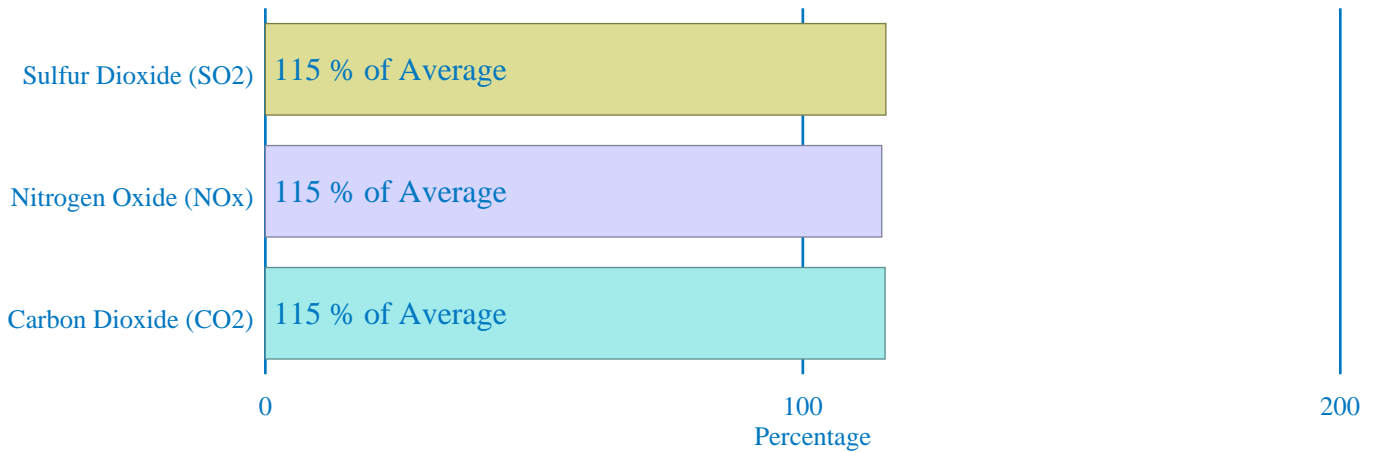 Sulfur Dioxide (SO2)
115 % of Average
Nitrogen Oxide (NOx)
115 % of Average
Carbon Dioxide (CO2)
115 % of Average
0
100
200
Percentage